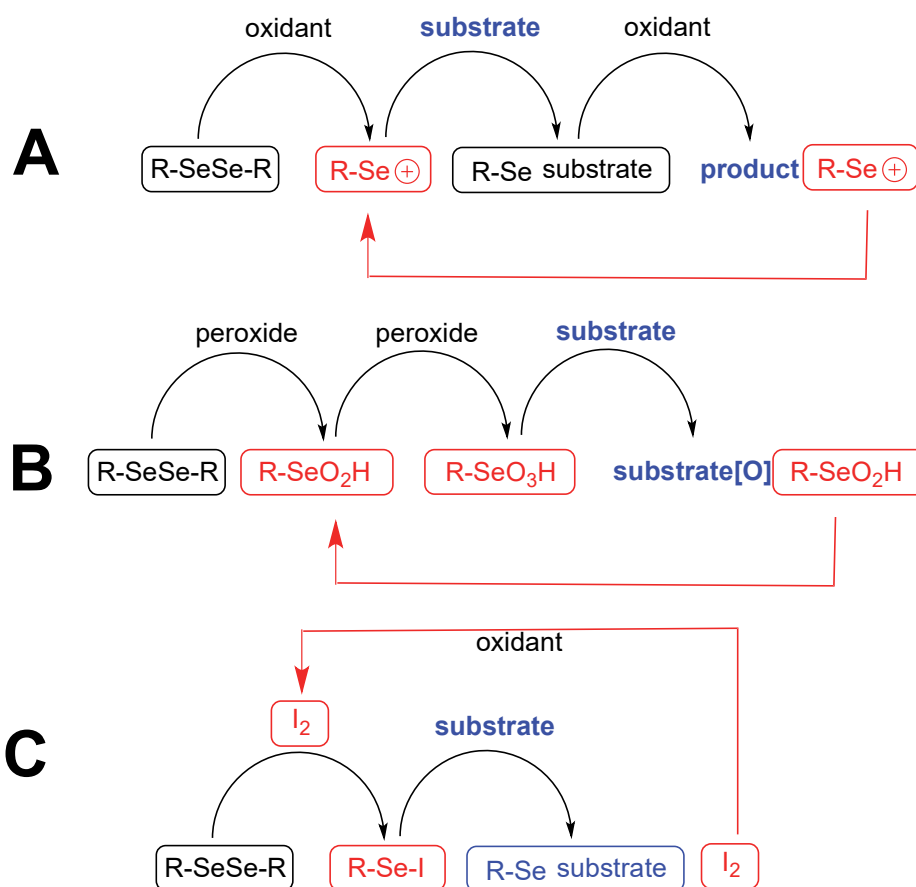 oxidant substrate oxidant
A
R-SeSe-R R-Se⊕ R-Se substrate product R-Se⊕
peroxide peroxide substrate
B
R-SeSe-R R-SeO₂H R-SeO₃H substrate[O] R-SeO₂H
oxidant
I₂
substrate
C
R-SeSe-R R-Se-I R-Se substrate I₂